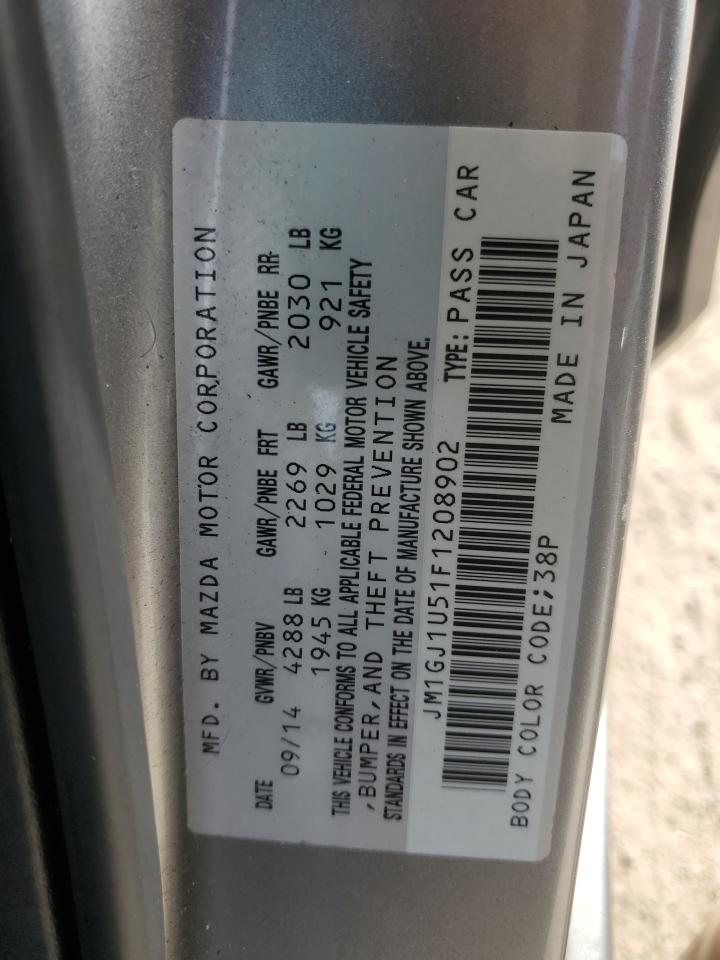 MFD. BY MAZDA MOTOR CORPORATION
DATE GVWR/PNBV GAWR/PNBE FRT GAWR/PNBE RR
09/14 4288 LB 2269 LB 2030 LB
1945 KG 1029 KG 921 KG
THIS VEHICLE CONFORMS TO ALL APPLICABLE FEDERAL MOTOR VEHICLE SAFETY
,BUMPER,AND THEFT PREVENTION
STANDARDS IN EFFECT ON THE DATE OF MANUFACTURE SHOWN ABOVE.
JM1GJ1U51F1208902 TYPE: PASS CAR
BODY COLOR CODE;38P MADE IN JAPAN